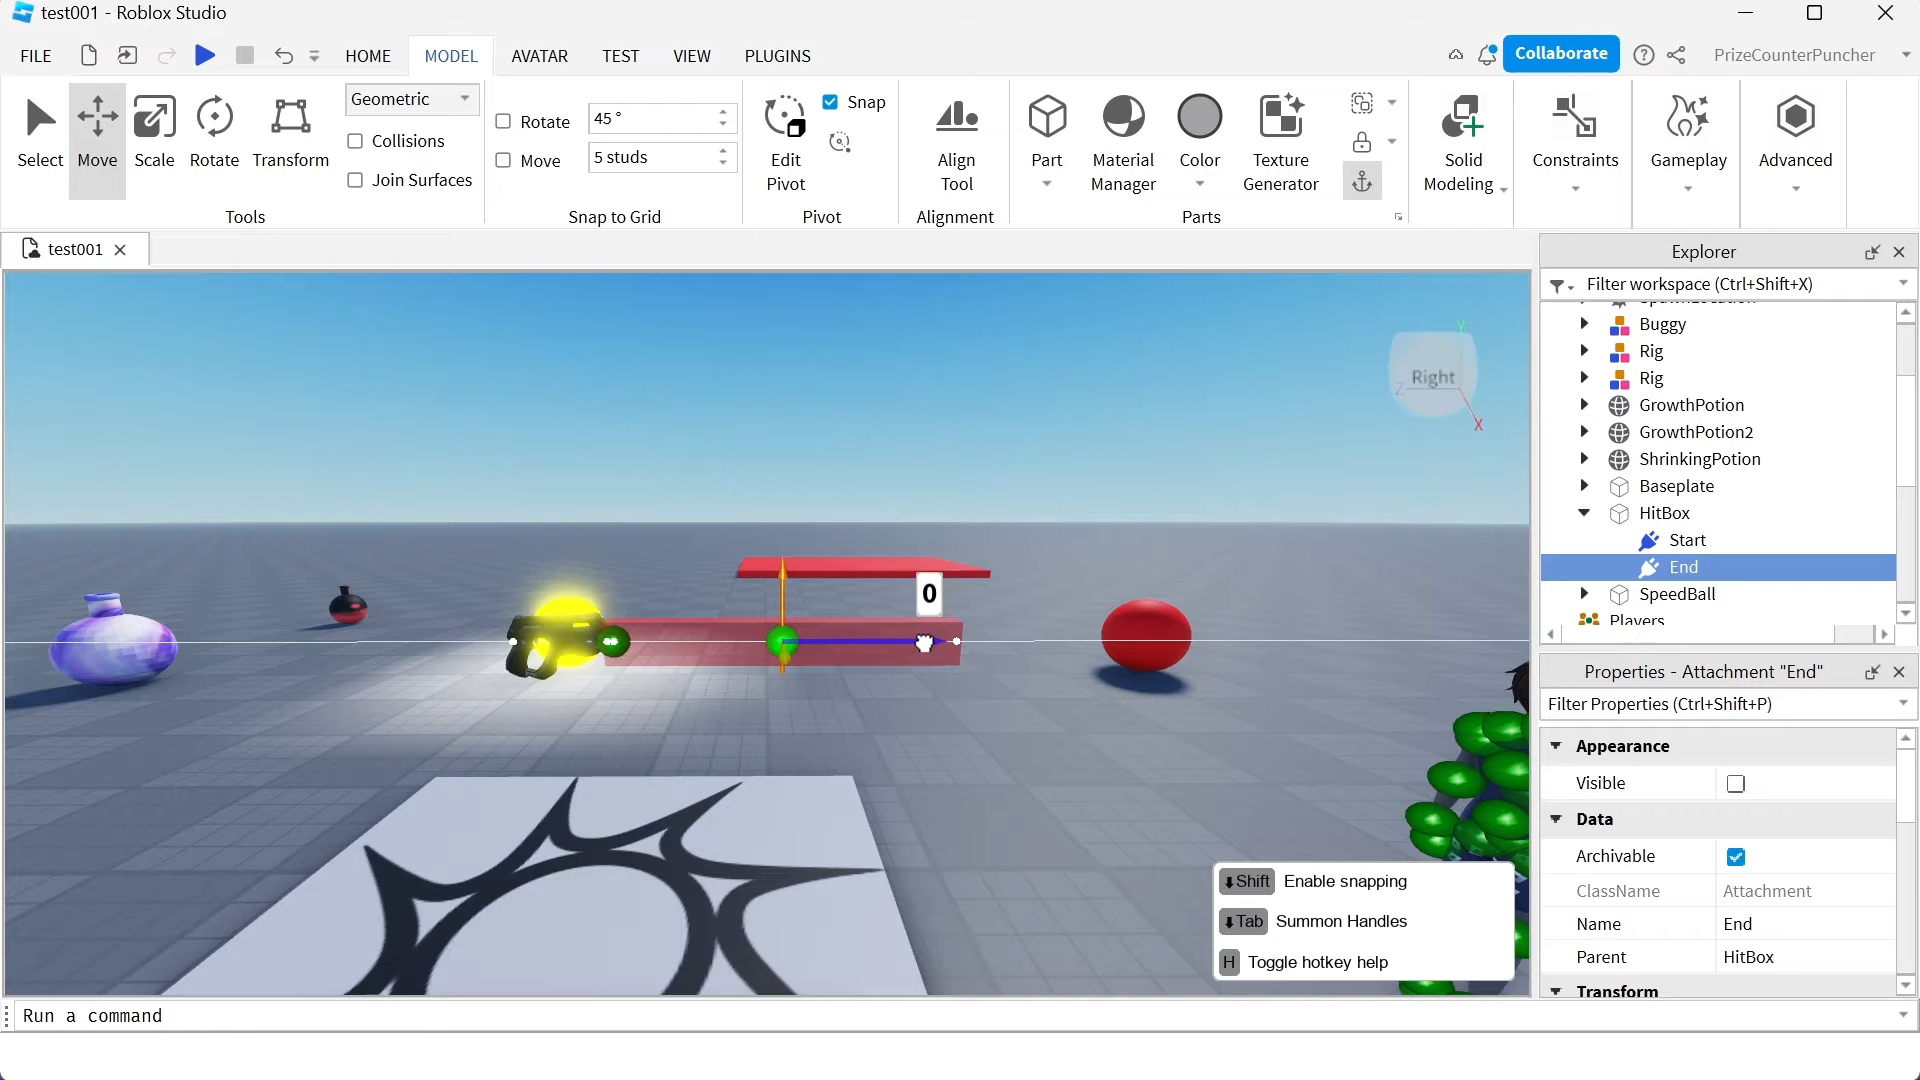 test001 - Roblox Studio
FILE HOME MODEL AVATAR TEST VIEW PLUGINS
Collaborate
PrizeCounterPuncher
Select
Move
Scale
Rotate
Transform
Geometric
Collisions
Join Surfaces
Tools
Rotate 45 °
Move 5 studs
Snap to Grid
Edit
Pivot
Snap
Pivot
Align
Tool
Alignment
Part
Material
Manager
Color
Texture
Generator
Parts
Solid
Modeling
Constraints
Gameplay
Advanced
test001
Explorer
Filter workspace (Ctrl+Shift+X)
SpawnLocation
Buggy
Rig
Rig
GrowthPotion
GrowthPotion2
ShrinkingPotion
Baseplate
HitBox
Start
End
SpeedBall
Players
Y
Right
Z
X
0
Shift Enable snapping
Tab Summon Handles
H Toggle hotkey help
Properties - Attachment "End"
Filter Properties (Ctrl+Shift+P)
Appearance
Visible
Data
Archivable
ClassName Attachment
Name End
Parent HitBox
Transform
Run a command